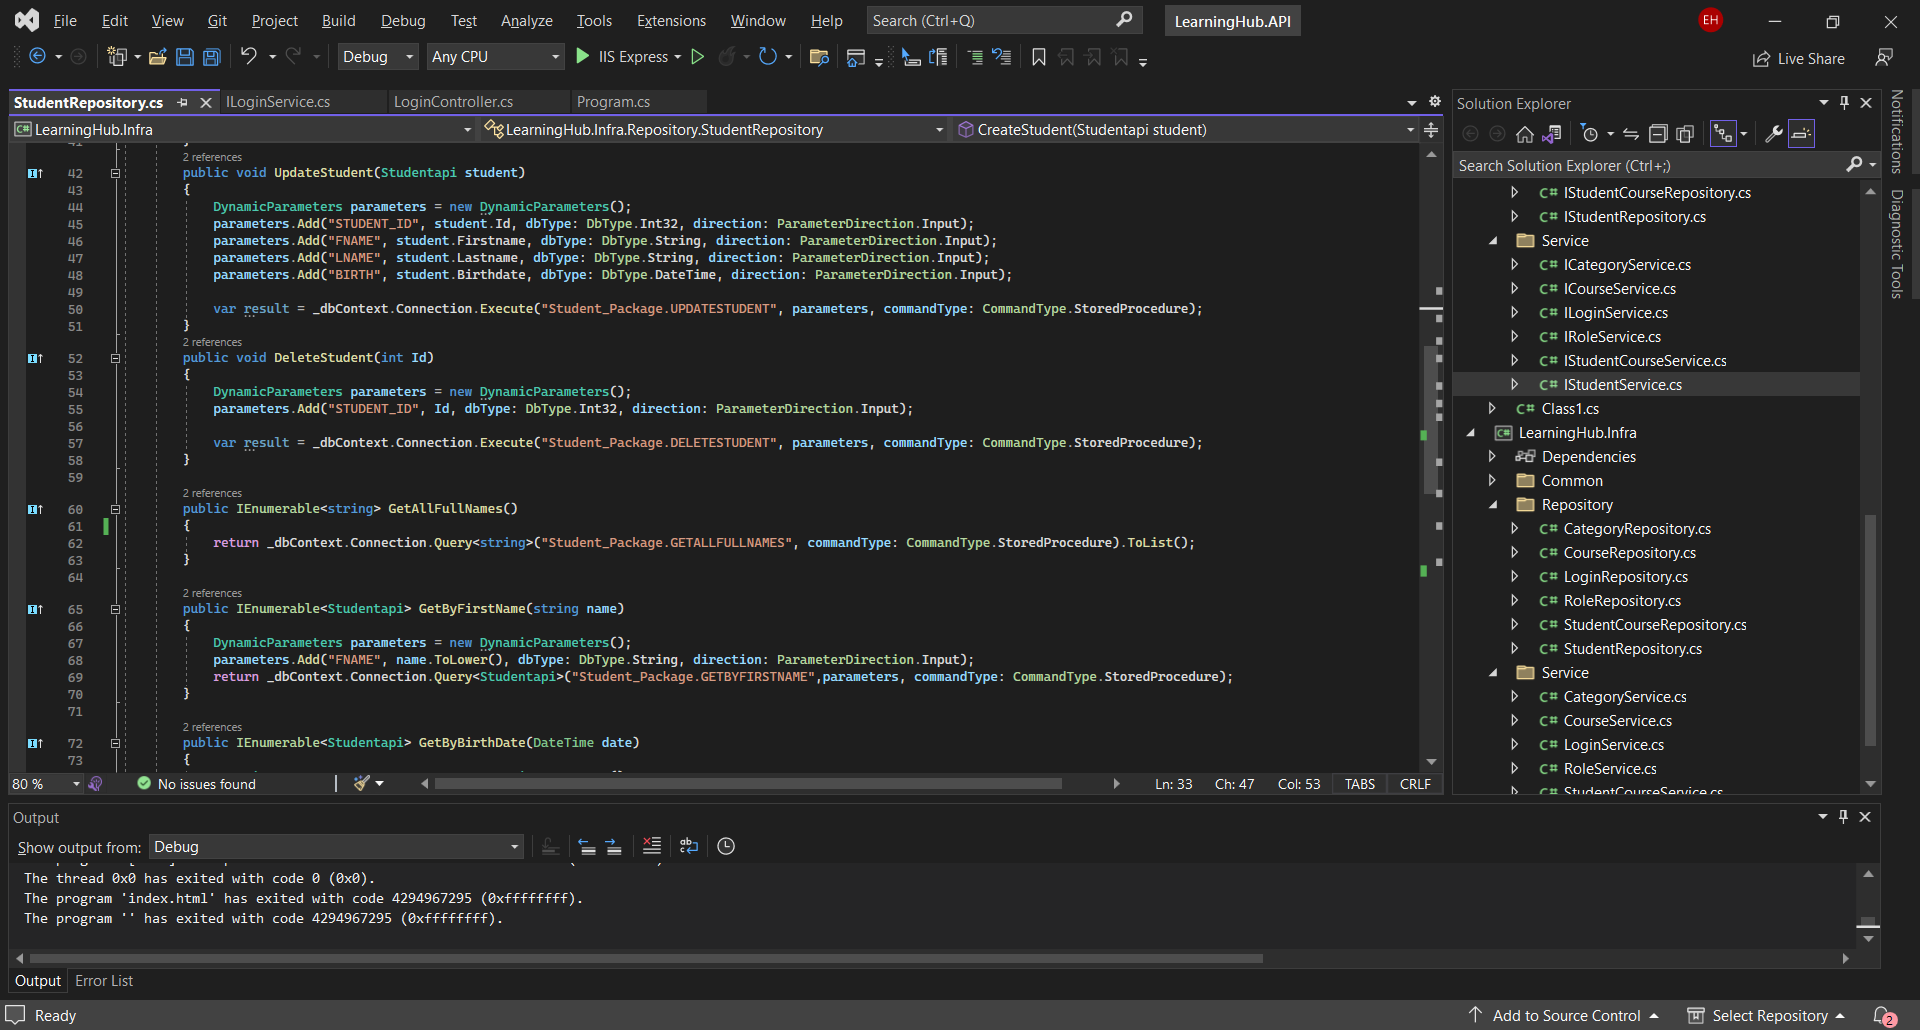 File Edit View Git Project Build Debug Test Analyze Tools Extensions Window Help Search (Ctrl+Q) LearningHub.API EH
Debug Any CPU IIS Express Live Share
StudentRepository.cs ILoginService.cs LoginController.cs Program.cs
LearningHub.Infra LearningHub.Infra.Repository.StudentRepository CreateStudent(Studentapi student)
41
2 references
42 public void UpdateStudent(Studentapi student)
43 {
44 DynamicParameters parameters = new DynamicParameters();
45 parameters.Add("STUDENT_ID", student.Id, dbType: DbType.Int32, direction: ParameterDirection.Input);
46 parameters.Add("FNAME", student.Firstname, dbType: DbType.String, direction: ParameterDirection.Input);
47 parameters.Add("LNAME", student.Lastname, dbType: DbType.String, direction: ParameterDirection.Input);
48 parameters.Add("BIRTH", student.Birthdate, dbType: DbType.DateTime, direction: ParameterDirection.Input);
49
50 var result = _dbContext.Connection.Execute("Student_Package.UPDATESTUDENT", parameters, commandType: CommandType.StoredProcedure);
51 }
2 references
52 public void DeleteStudent(int Id)
53 {
54 DynamicParameters parameters = new DynamicParameters();
55 parameters.Add("STUDENT_ID", Id, dbType: DbType.Int32, direction: ParameterDirection.Input);
56
57 var result = _dbContext.Connection.Execute("Student_Package.DELETESTUDENT", parameters, commandType: CommandType.StoredProcedure);
58 }
59
2 references
60 public IEnumerable<string> GetAllFullNames()
61 {
62 return _dbContext.Connection.Query<string>("Student_Package.GETALLFULLNAMES", commandType: CommandType.StoredProcedure).ToList();
63 }
64
2 references
65 public IEnumerable<Studentapi> GetByFirstName(string name)
66 {
67 DynamicParameters parameters = new DynamicParameters();
68 parameters.Add("FNAME", name.ToLower(), dbType: DbType.String, direction: ParameterDirection.Input);
69 return _dbContext.Connection.Query<Studentapi>("Student_Package.GETBYFIRSTNAME",parameters, commandType: CommandType.StoredProcedure);
70 }
71
2 references
72 public IEnumerable<Studentapi> GetByBirthDate(DateTime date)
73 {
80 % No issues found Ln: 33 Ch: 47 Col: 53 TABS CRLF
Solution Explorer
Search Solution Explorer (Ctrl+;)
C# IStudentCourseRepository.cs
C# IStudentRepository.cs
Service
C# ICategoryService.cs
C# ICourseService.cs
C# ILoginService.cs
C# IRoleService.cs
C# IStudentCourseService.cs
C# IStudentService.cs
C# Class1.cs
C# LearningHub.Infra
Dependencies
Common
Repository
C# CategoryRepository.cs
C# CourseRepository.cs
C# LoginRepository.cs
C# RoleRepository.cs
C# StudentCourseRepository.cs
C# StudentRepository.cs
Service
C# CategoryService.cs
C# CourseService.cs
C# LoginService.cs
C# RoleService.cs
C# StudentCourseService.cs
Notifications
Diagnostic Tools
Output
Show output from: Debug
The thread 0x0 has exited with code 0 (0x0).
The program 'index.html' has exited with code 4294967295 (0xffffffff).
The program '' has exited with code 4294967295 (0xffffffff).
Output Error List
Ready Add to Source Control Select Repository 2